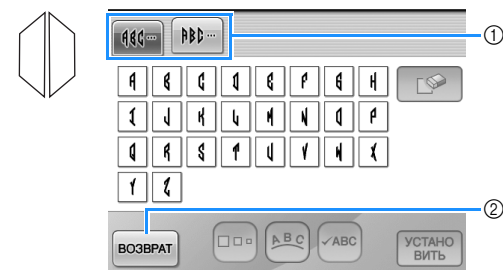 ABC... ABC... ①
A B C D E F G H
I J K L M N O P
Q R S T U V W X
Y Z
②
ВОЗВРАТ ABC ✓ABC УСТАНО
ВИТЬ